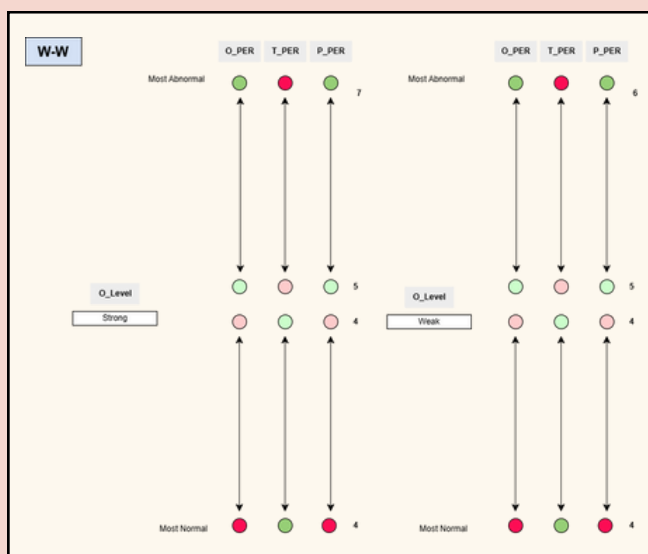 W-W
O_PER T_PER P_PER
Most Abnormal
7
O_Level
Strong
5
4
Most Normal
4
O_PER T_PER P_PER
Most Abnormal
6
O_Level
Weak
5
4
Most Normal
4